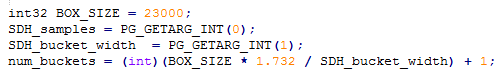 int32 BOX_SIZE = 23000;
SDH_samples = PG_GETARG_INT(0);
SDH_bucket_width  = PG_GETARG_INT(1);
num_buckets = (int)(BOX_SIZE * 1.732 / SDH_bucket_width) + 1;